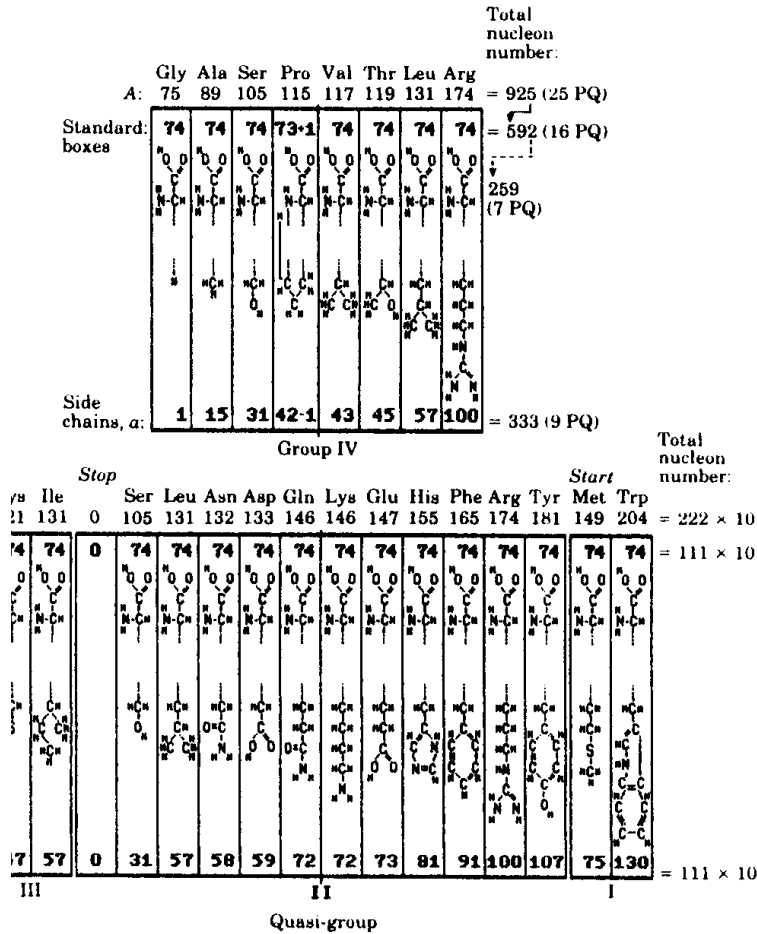 Total
nucleon
number:
Gly Ala Ser Pro Val Thr Leu Arg
A: 75 89 105 115 117 119 131 174 = 925 (25 PQ)
Standard: 74 74 74 73+1 74 74 74 74 = 592 (16 PQ)
boxes
259
(7 PQ)
Side
chains, a: 1 15 31 42-1 43 45 57 100 = 333 (9 PQ)
Group IV
Total
nucleon
number:
Stop Start
ys Ile Ser Leu Asn Asp Gln Lys Glu His Phe Arg Tyr Met Trp
21 131 0 105 131 132 133 146 146 147 155 165 174 181 149 204 = 222 × 10
74 74 0 74 74 74 74 74 74 74 74 74 74 74 74 74 = 111 × 10
47 57 0 31 57 58 59 72 72 73 81 91 100 107 75 130 = 111 × 10
III II I
Quasi-group